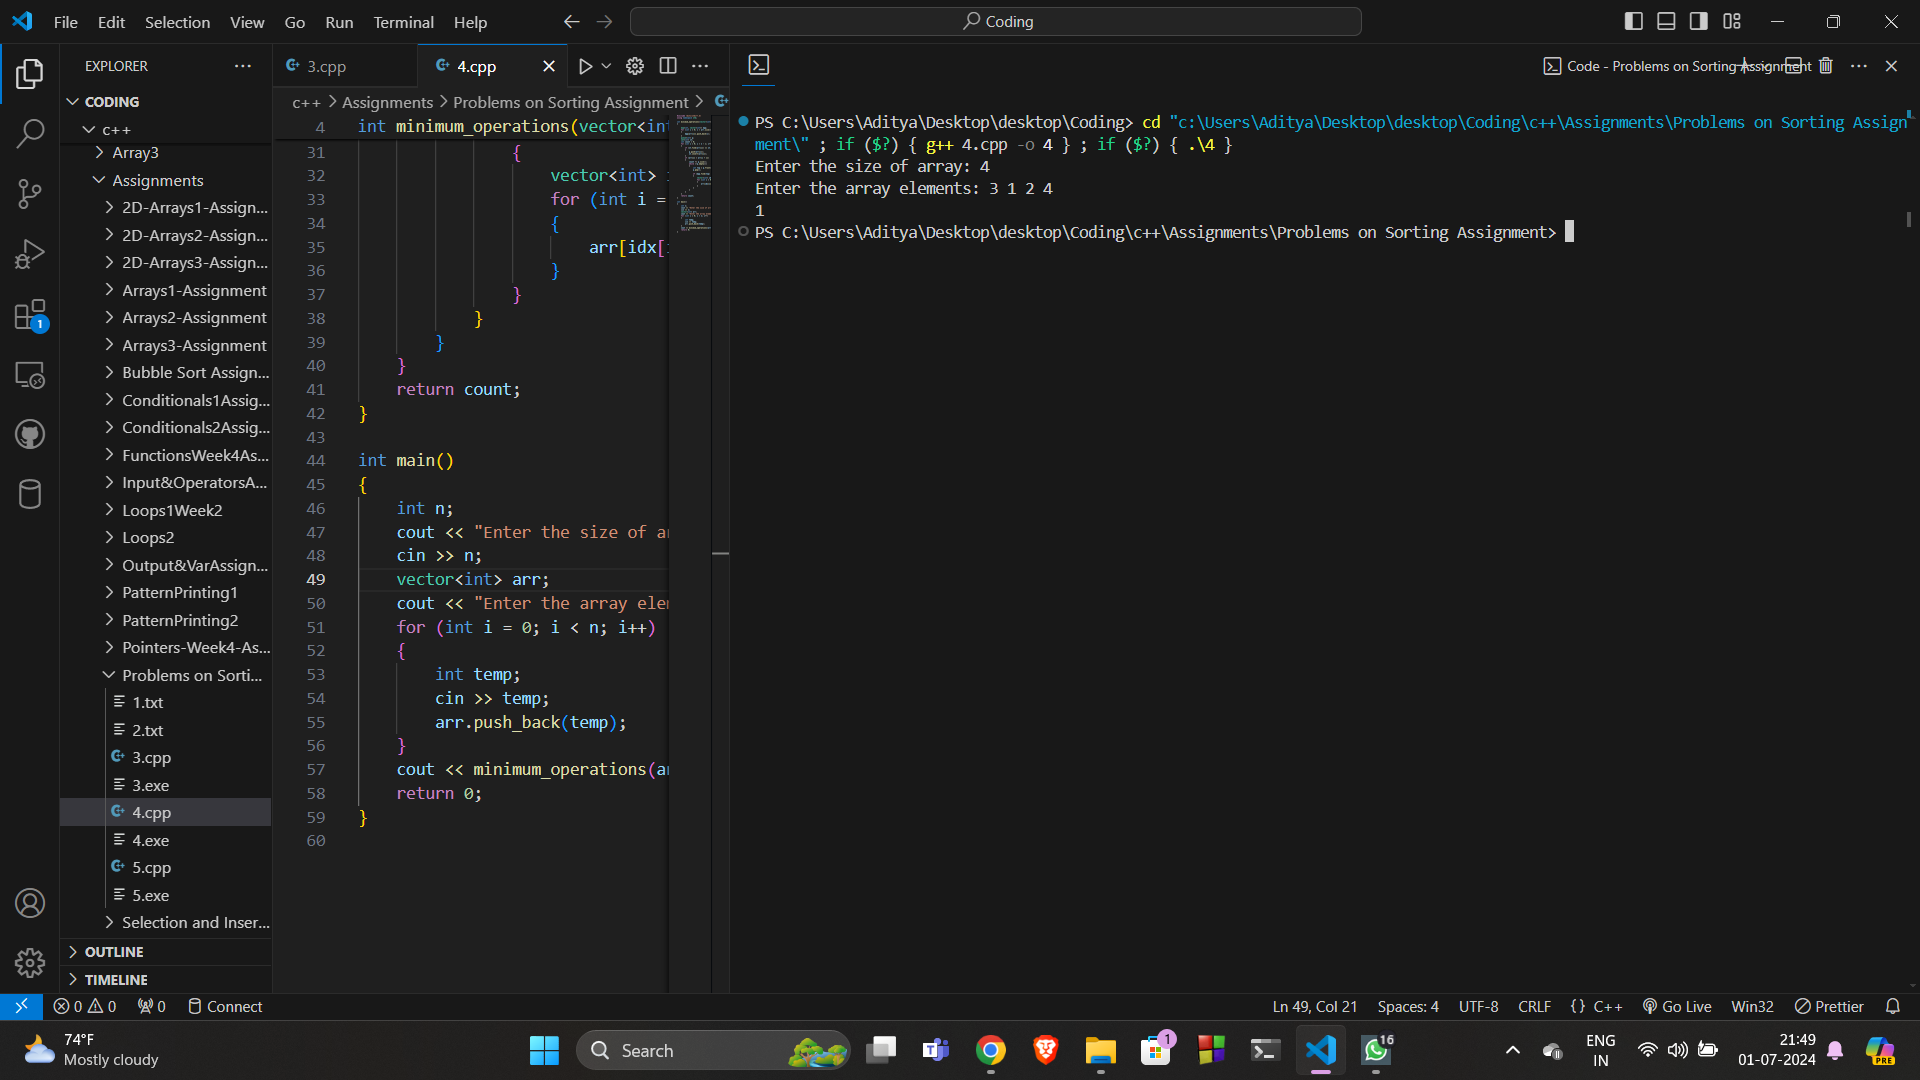 File Edit Selection View Go Run Terminal Help
Coding
EXPLORER
CODING
c++
Array3
Assignments
2D-Arrays1-Assign...
2D-Arrays2-Assign...
2D-Arrays3-Assign...
Arrays1-Assignment
Arrays2-Assignment
Arrays3-Assignment
Bubble Sort Assign...
Conditionals1Assig...
Conditionals2Assig...
FunctionsWeek4As...
Input&OperatorsA...
Loops1Week2
Loops2
Output&VarAssign...
PatternPrinting1
PatternPrinting2
Pointers-Week4-As...
Problems on Sorti...
1.txt
2.txt
3.cpp
3.exe
4.cpp
4.exe
5.cpp
5.exe
Selection and Inser...
OUTLINE
TIMELINE
1
3.cpp 4.cpp
c++ > Assignments > Problems on Sorting Assignment >
4 int minimum_operations(vector<int
31 {
32 vector<int>
33 for (int i =
34 {
35 arr[idx[
36 }
37 }
38 }
39 }
40 }
41 return count;
42 }
43
44 int main()
45 {
46 int n;
47 cout << "Enter the size of a
48 cin >> n;
49 vector<int> arr;
50 cout << "Enter the array ele
51 for (int i = 0; i < n; i++)
52 {
53 int temp;
54 cin >> temp;
55 arr.push_back(temp);
56 }
57 cout << minimum_operations(a
58 return 0;
59 }
60
Code - Problems on Sorting Assignment
PS C:\Users\Aditya\Desktop\desktop\Coding> cd "c:\Users\Aditya\Desktop\desktop\Coding\c++\Assignments\Problems on Sorting Assign
ment\" ; if ($?) { g++ 4.cpp -o 4 } ; if ($?) { .\4 }
Enter the size of array: 4
Enter the array elements: 3 1 2 4
1
PS C:\Users\Aditya\Desktop\desktop\Coding\c++\Assignments\Problems on Sorting Assignment>
0 0 0 Connect
Ln 49, Col 21 Spaces: 4 UTF-8 CRLF {} C++ Go Live Win32 Prettier
74°F
Mostly cloudy
Search
1
16
ENG
IN
21:49
01-07-2024
PRE